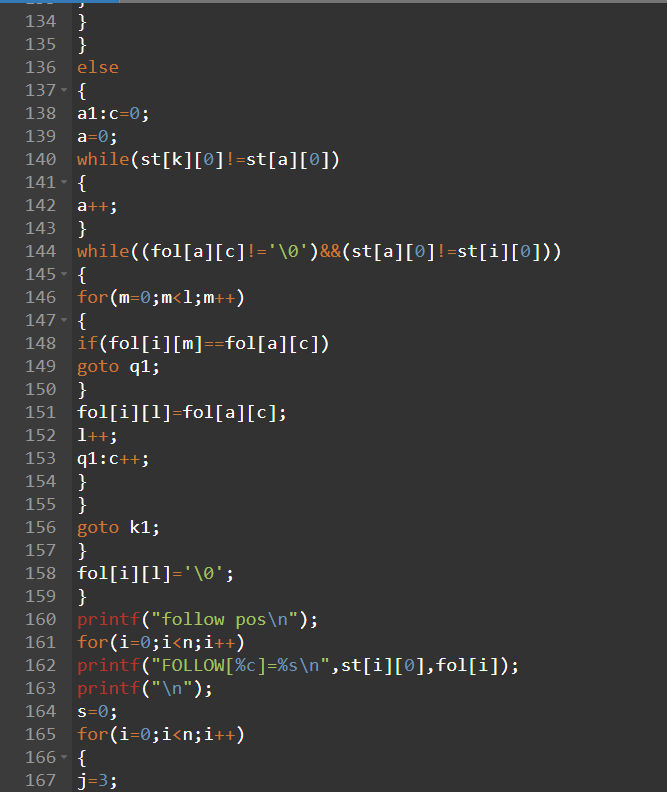 134 }
135 }
136 else
137 {
138 a1:c=0;
139 a=0;
140 while(st[k][0]!=st[a][0])
141 {
142 a++;
143 }
144 while((fol[a][c]!='\0')&&(st[a][0]!=st[i][0]))
145 {
146 for(m=0;m<l;m++)
147 {
148 if(fol[i][m]==fol[a][c])
149 goto q1;
150 }
151 fol[i][l]=fol[a][c];
152 l++;
153 q1:c++;
154 }
155 }
156 goto k1;
157 }
158 fol[i][l]='\0';
159 }
160 printf("follow pos\n");
161 for(i=0;i<n;i++)
162 printf("FOLLOW[%c]=%s\n",st[i][0],fol[i]);
163 printf("\n");
164 s=0;
165 for(i=0;i<n;i++)
166 {
167 j=3;